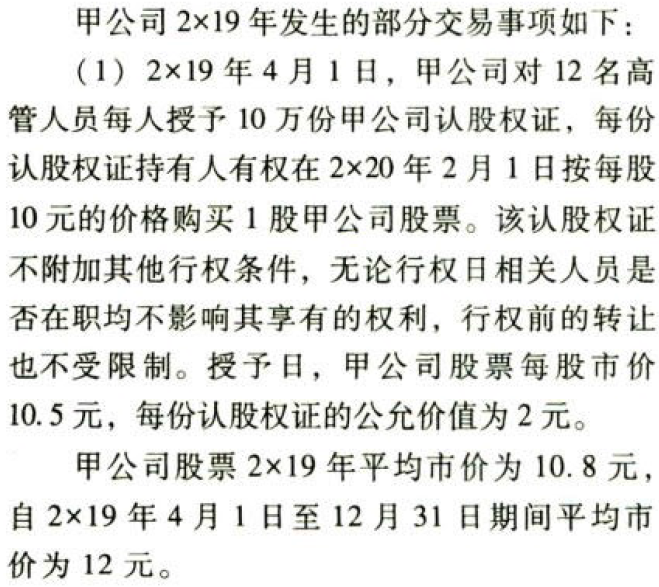 甲公司 2×19 年发生的部分交易事项如下：
（1）2×19 年 4 月 1 日，甲公司对 12 名高
管人员每人授予 10 万份甲公司认股权证，每份
认股权证持有人有权在 2×20 年 2 月 1 日按每股
10 元的价格购买 1 股甲公司股票。该认股权证
不附加其他行权条件，无论行权日相关人员是
否在职均不影响其享有的权利，行权前的转让
也不受限制。授予日，甲公司股票每股市价
10.5 元，每份认股权证的公允价值为 2 元。
甲公司股票 2×19 年平均市价为 10.8 元，
自 2×19 年 4 月 1 日至 12 月 31 日期间平均市
价为 12 元。